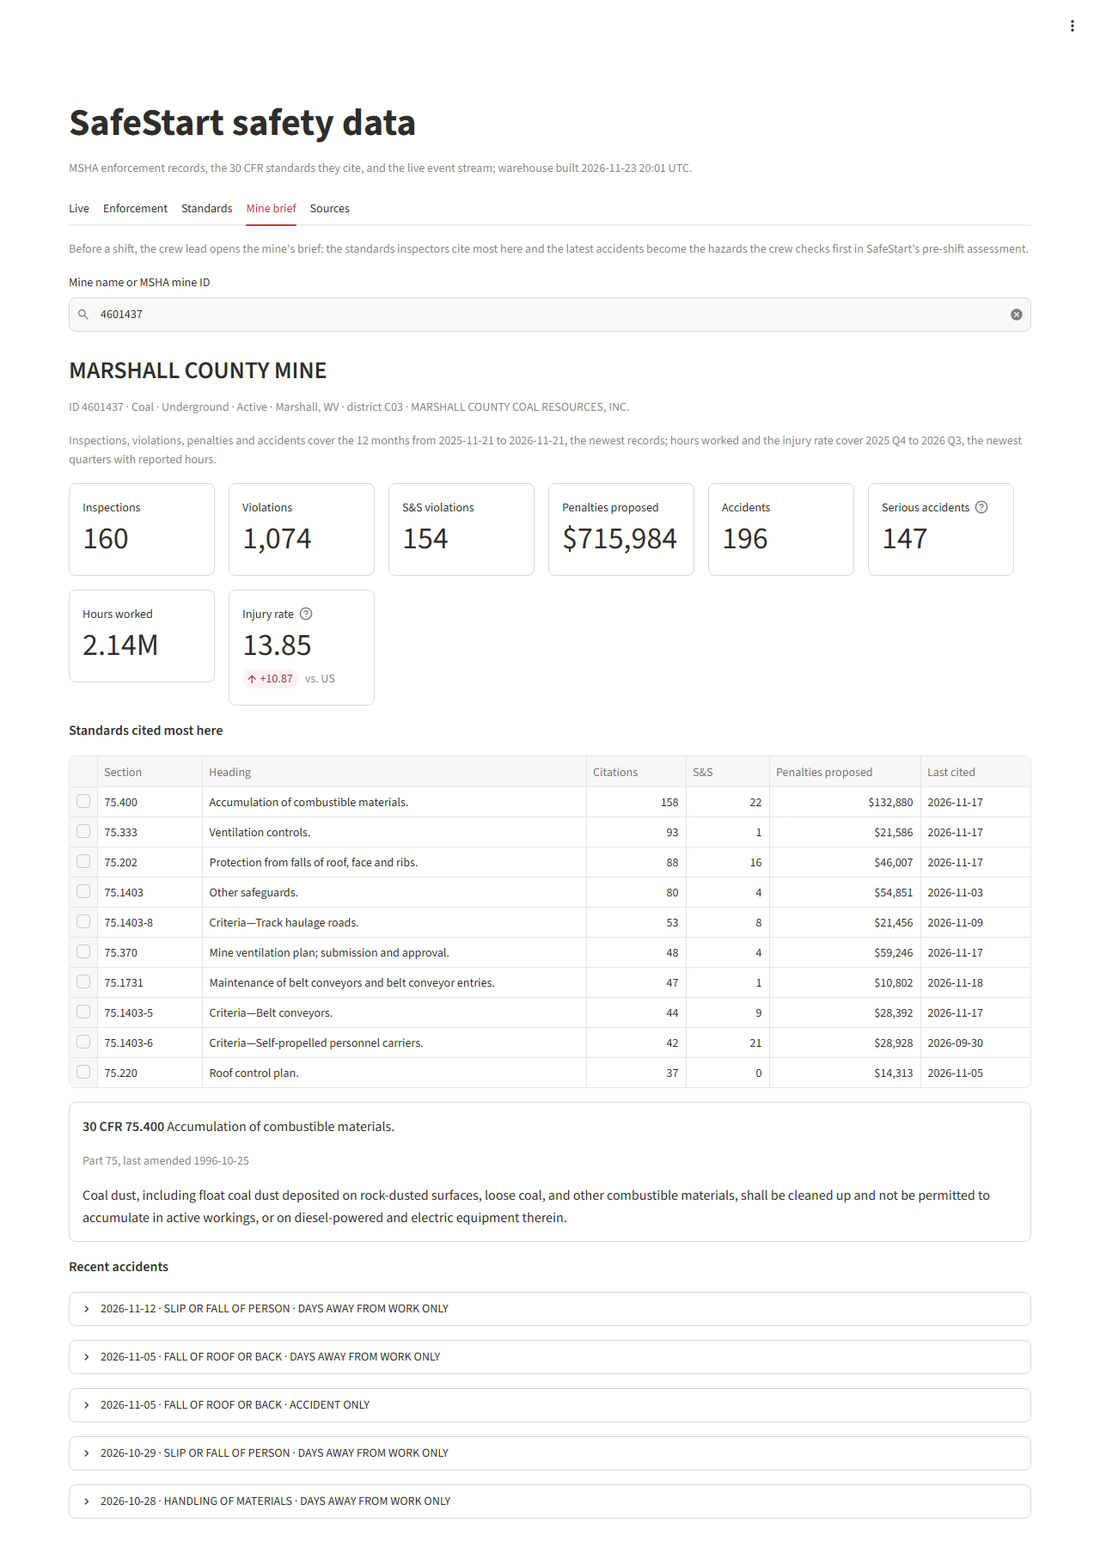 SafeStart safety data
MSHA enforcement records, the 30 CFR standards they cite, and the live event stream; warehouse built 2026-11-23 20:01 UTC.
Live Enforcement Standards Mine brief Sources
Before a shift, the crew lead opens the mine's brief: the standards inspectors cite most here and the latest accidents become the hazards the crew checks first in SafeStart's pre-shift assessment.
Mine name or MSHA mine ID
4601437
MARSHALL COUNTY MINE
ID 4601437 · Coal · Underground · Active · Marshall, WV · district C03 · MARSHALL COUNTY COAL RESOURCES, INC.
Inspections, violations, penalties and accidents cover the 12 months from 2025-11-21 to 2026-11-21, the newest records; hours worked and the injury rate cover 2025 Q4 to 2026 Q3, the newest
quarters with reported hours.
Inspections Violations S&S violations Penalties proposed Accidents Serious accidents
160 1,074 154 $715,984 196 147
Hours worked Injury rate
2.14M 13.85
+10.87 vs. US
Standards cited most here
Section Heading Citations S&S Penalties proposed Last cited
75.400 Accumulation of combustible materials. 158 22 $132,880 2026-11-17
75.333 Ventilation controls. 93 1 $21,586 2026-11-17
75.202 Protection from falls of roof, face and ribs. 88 16 $46,007 2026-11-17
75.1403 Other safeguards. 80 4 $54,851 2026-11-03
75.1403-8 Criteria—Track haulage roads. 53 8 $21,456 2026-11-09
75.370 Mine ventilation plan; submission and approval. 48 4 $59,246 2026-11-17
75.1731 Maintenance of belt conveyors and belt conveyor entries. 47 1 $10,802 2026-11-18
75.1403-5 Criteria—Belt conveyors. 44 9 $28,392 2026-11-17
75.1403-6 Criteria—Self-propelled personnel carriers. 42 21 $28,928 2026-09-30
75.220 Roof control plan. 37 0 $14,313 2026-11-05
30 CFR 75.400 Accumulation of combustible materials.
Part 75, last amended 1996-10-25
Coal dust, including float coal dust deposited on rock-dusted surfaces, loose coal, and other combustible materials, shall be cleaned up and not be permitted to
accumulate in active workings, or on diesel-powered and electric equipment therein.
Recent accidents
2026-11-12 · SLIP OR FALL OF PERSON · DAYS AWAY FROM WORK ONLY
2026-11-05 · FALL OF ROOF OR BACK · DAYS AWAY FROM WORK ONLY
2026-11-05 · FALL OF ROOF OR BACK · ACCIDENT ONLY
2026-10-29 · SLIP OR FALL OF PERSON · DAYS AWAY FROM WORK ONLY
2026-10-28 · HANDLING OF MATERIALS · DAYS AWAY FROM WORK ONLY